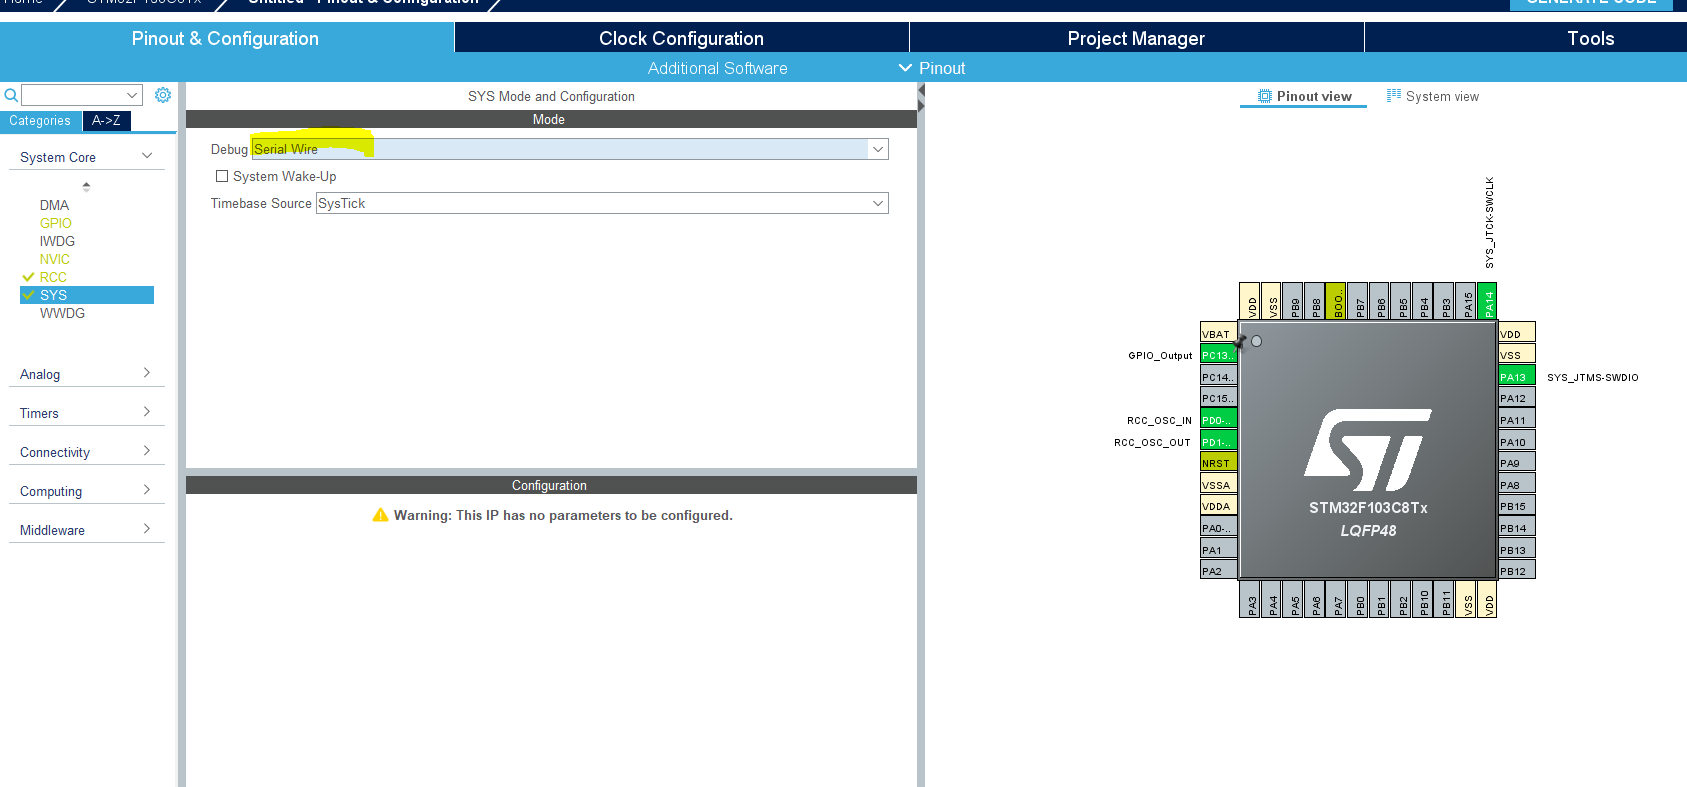 Home STM32F103C8Tx Untitled - Pinout & Configuration GENERATE CODE
Pinout & Configuration Clock Configuration Project Manager Tools
Additional Software Pinout
Categories A->Z
System Core
DMA
GPIO
IWDG
NVIC
RCC
SYS
WWDG
Analog
Timers
Connectivity
Computing
Middleware
SYS Mode and Configuration
Mode
Debug Serial Wire
System Wake-Up
Timebase Source SysTick
Configuration
Warning: This IP has no parameters to be configured.
Pinout view System view
SYS_JTCK-SWCLK
VDD VSS PB9 PB8 BOO.. PB7 PB6 PB5 PB4 PB3 PA15 PA14
VBAT
GPIO_Output PC13..
PC14..
PC15..
RCC_OSC_IN PD0-..
RCC_OSC_OUT PD1-..
NRST
VSSA
VDDA
PA0-..
PA1
PA2
STM32F103C8Tx
LQFP48
VDD
VSS
PA13 SYS_JTMS-SWDIO
PA12
PA11
PA10
PA9
PA8
PB15
PB14
PB13
PB12
PA3 PA4 PA5 PA6 PA7 PB0 PB1 PB2 PB10 PB11 VSS VDD